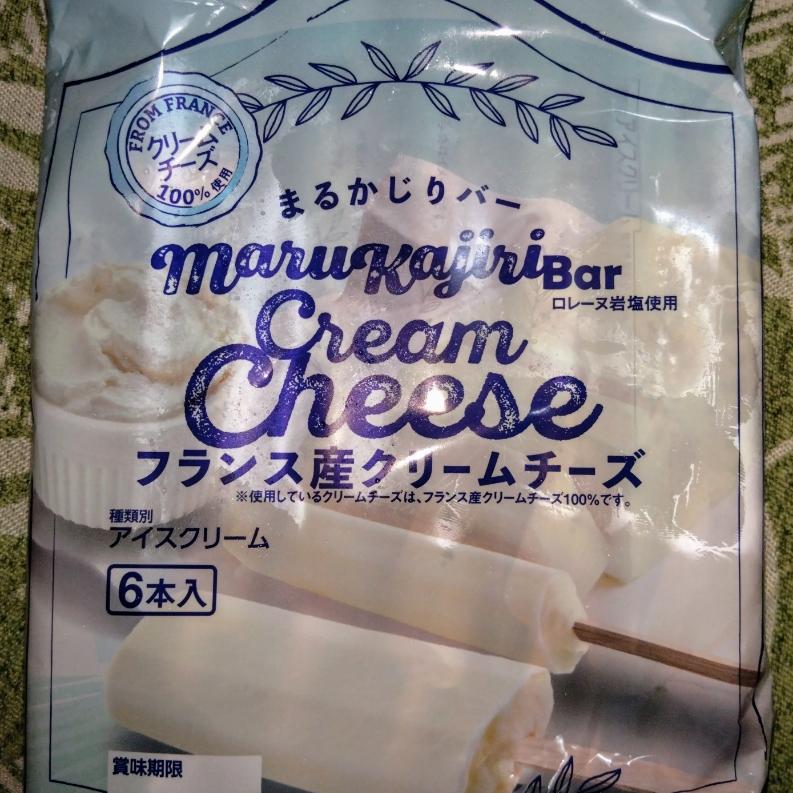 FROM FRANCE
クリーム
チーズ
100%使用
まるかじりバー
maruKajiri Bar
ロレーヌ岩塩使用
Cream
Cheese
フランス産クリームチーズ
※使用しているクリームチーズは、フランス産クリームチーズ100%です。
種類別
アイスクリーム
6本入
賞味期限